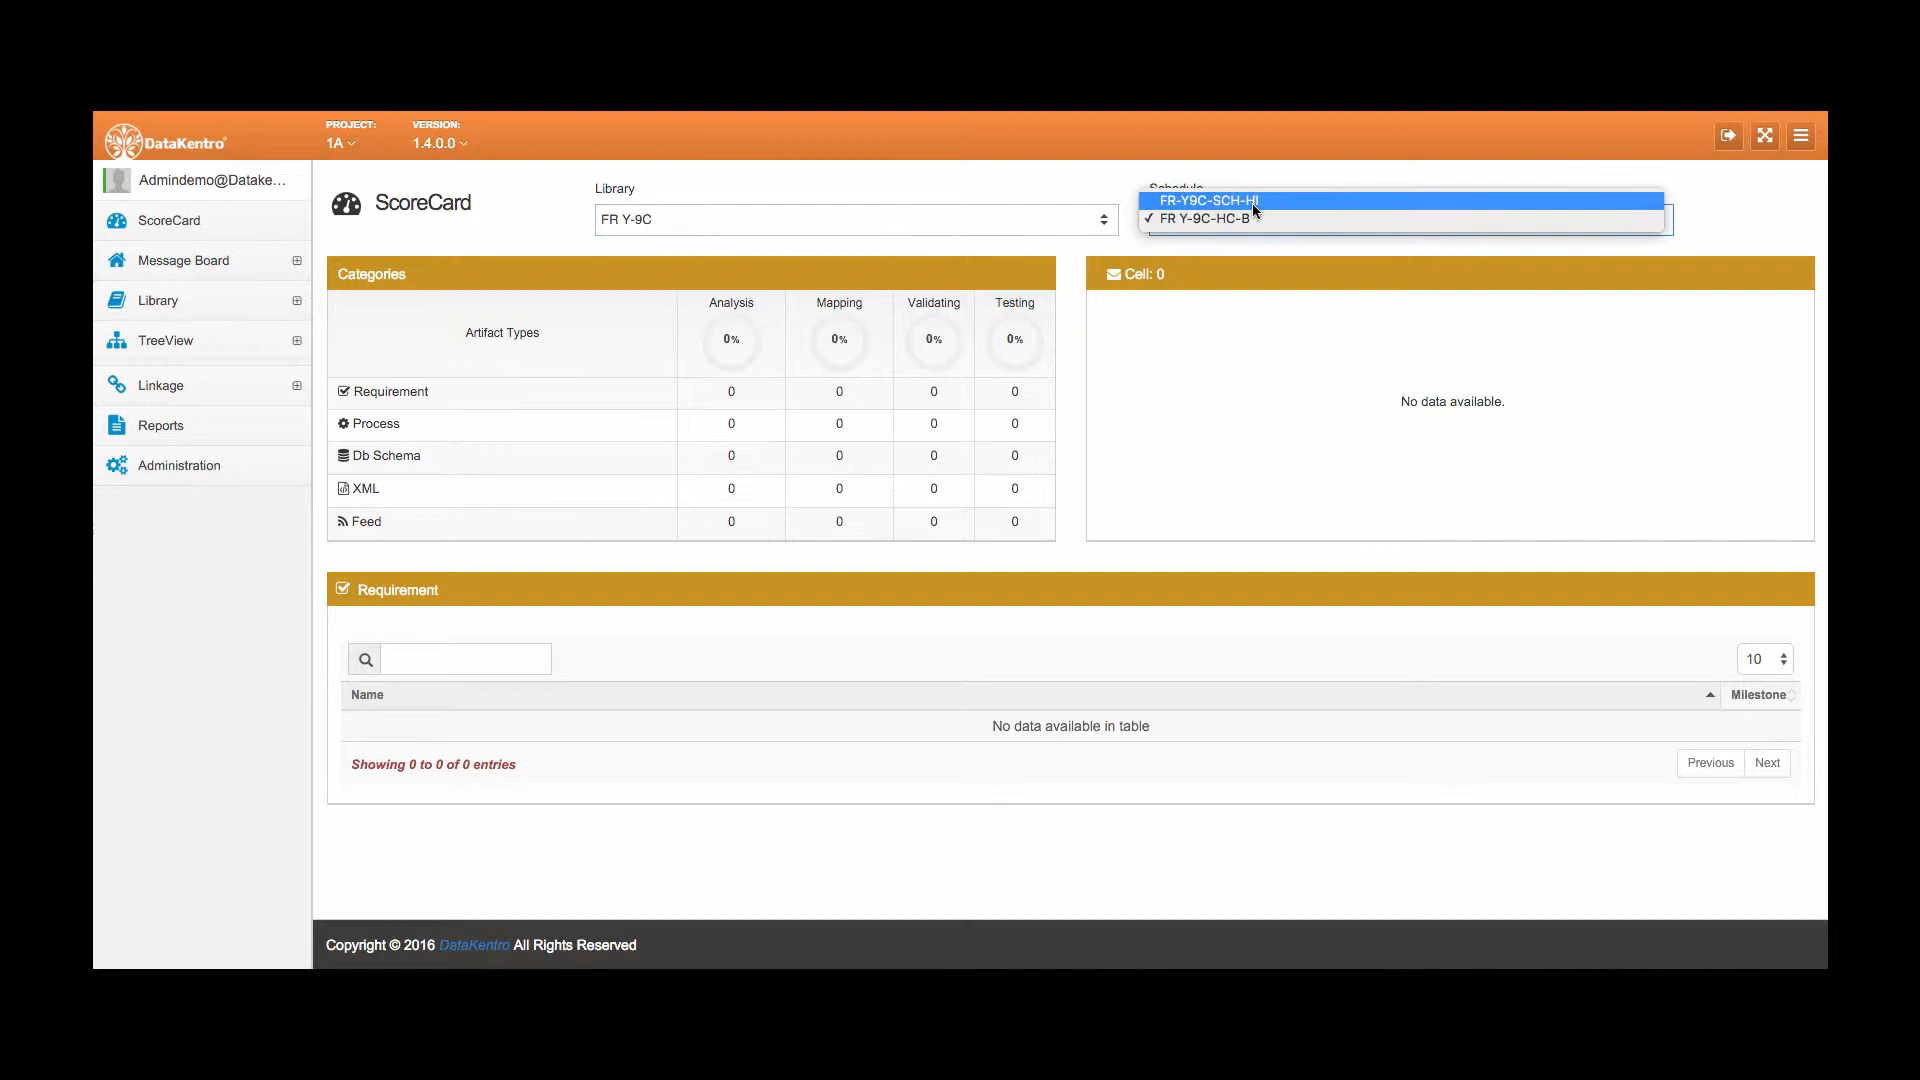 DataKentro
PROJECT:
1A
VERSION:
1.4.0.0
Admindemo@Datake...
ScoreCard
Message Board
Library
TreeView
Linkage
Reports
Administration
ScoreCard
Library
FR Y-9C
Schedule
FR-Y9C-SCH-HI
✓ FR Y-9C-HC-B
Categories
Artifact Types
Analysis
0%
Mapping
0%
Validating
0%
Testing
0%
Requirement 0 0 0 0
Process 0 0 0 0
Db Schema 0 0 0 0
XML 0 0 0 0
Feed 0 0 0 0
Cell: 0
No data available.
Requirement
10
Name Milestone
No data available in table
Showing 0 to 0 of 0 entries
Previous Next
Copyright © 2016 DataKentro All Rights Reserved